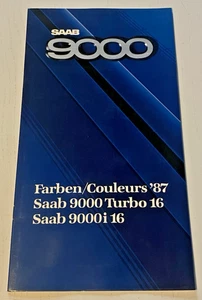 SAAB
9000
Farben/Couleurs '87
Saab 9000 Turbo 16
Saab 9000i 16